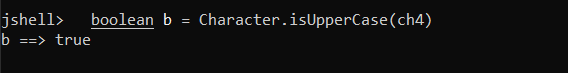 jshell>   boolean b = Character.isUpperCase(ch4)
b ==> true